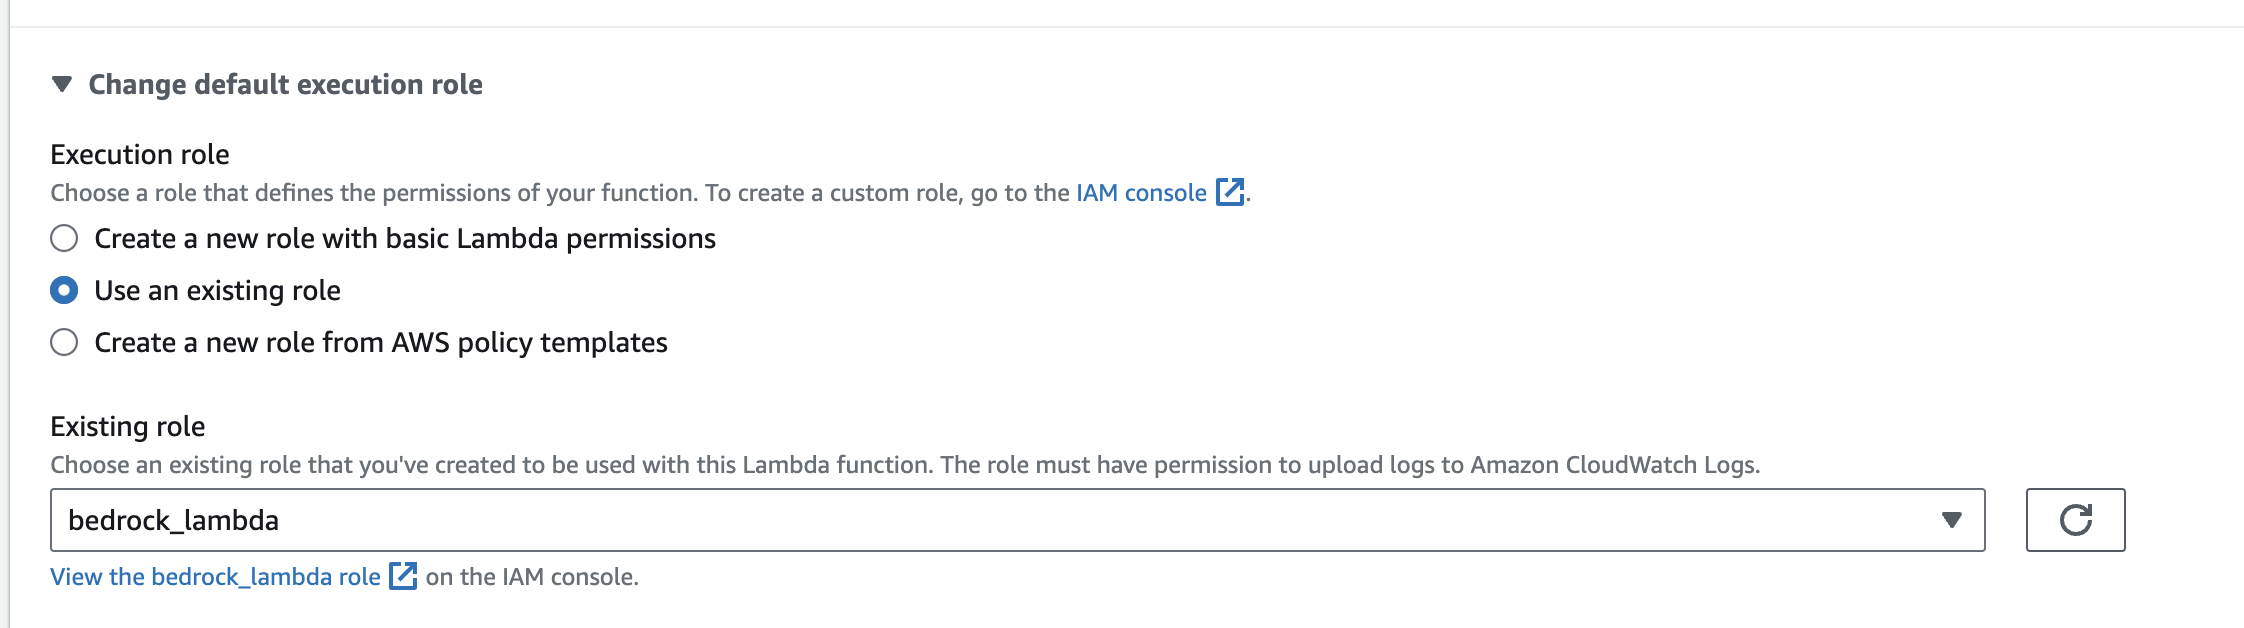 Change default execution role
Execution role
Choose a role that defines the permissions of your function. To create a custom role, go to the IAM console.
Create a new role with basic Lambda permissions
Use an existing role
Create a new role from AWS policy templates
Existing role
Choose an existing role that you've created to be used with this Lambda function. The role must have permission to upload logs to Amazon CloudWatch Logs.
bedrock_lambda
View the bedrock_lambda role on the IAM console.